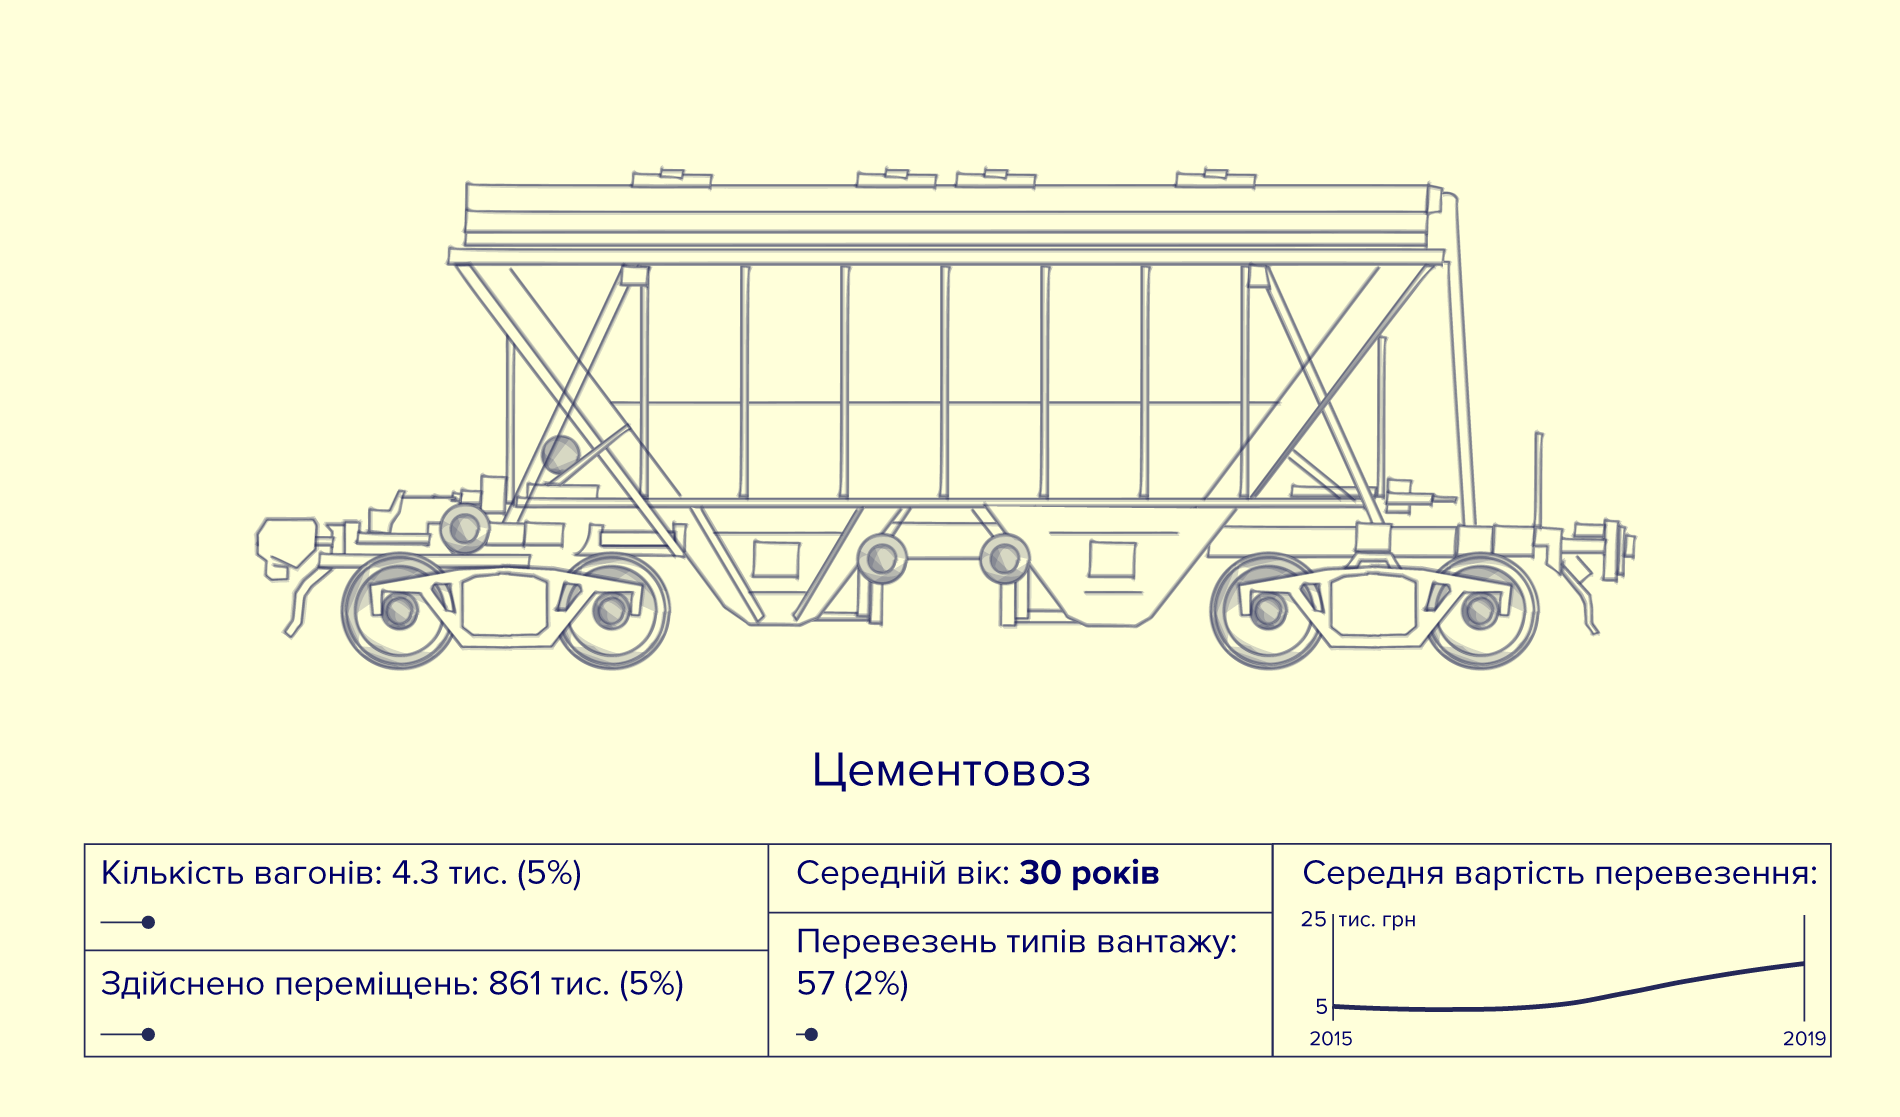 Цементовоз
Кількість вагонів: 4.3 тис. (5%)
Здійснено переміщень: 861 тис. (5%)
Середній вік: 30 років
Перевезень типів вантажу:
57 (2%)
Середня вартість перевезення:
25 тис. грн
5
2015 2019